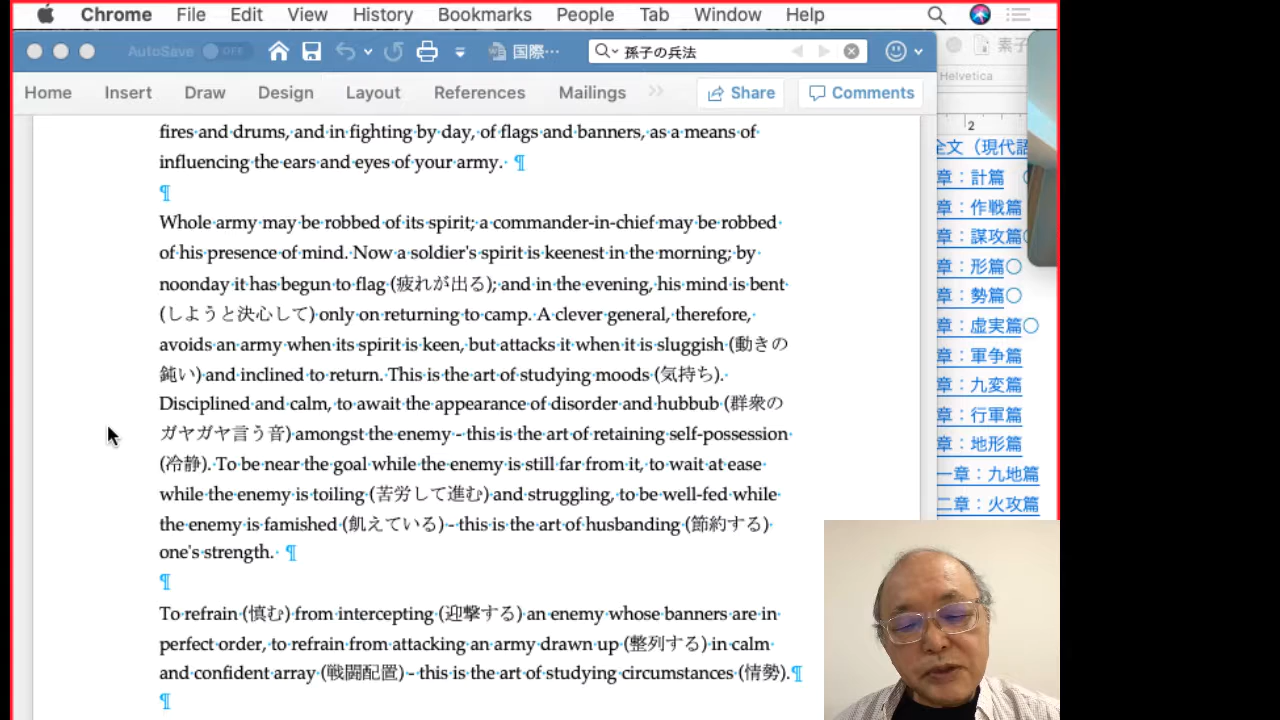 Chrome File Edit View History Bookmarks People Tab Window Help
AutoSave OFF 国際… 孫子の兵法
Home Insert Draw Design Layout References Mailings >> Share Comments
Helvetica
2
fires and drums, and in fighting by day, of flags and banners, as a means of
influencing the ears and eyes of your army. ¶
¶
Whole army may be robbed of its spirit; a commander-in-chief may be robbed
of his presence of mind. Now a soldier's spirit is keenest in the morning; by
noonday it has begun to flag (疲れが出る); and in the evening, his mind is bent
(しようと決心して) only on returning to camp. A clever general, therefore,
avoids an army when its spirit is keen, but attacks it when it is sluggish (動きの
鈍い) and inclined to return. This is the art of studying moods (気持ち).
Disciplined and calm, to await the appearance of disorder and hubbub (群衆の
ガヤガヤ言う音) amongst the enemy - this is the art of retaining self-possession
(冷静). To be near the goal while the enemy is still far from it, to wait at ease
while the enemy is toiling (苦労して進む) and struggling, to be well-fed while
the enemy is famished (飢えている) - this is the art of husbanding (節約する)
one's strength. ¶
¶
To refrain (慎む) from intercepting (迎撃する) an enemy whose banners are in
perfect order, to refrain from attacking an army drawn up (整列する) in calm
and confident array (戦闘配置) - this is the art of studying circumstances (情勢).¶
¶
全文（現代語
章：計篇
章：作戦篇
章：謀攻篇○
章：形篇○
章：勢篇○
章：虚実篇○
章：軍争篇
章：九変篇
章：行軍篇
章：地形篇
一章：九地篇
二章：火攻篇